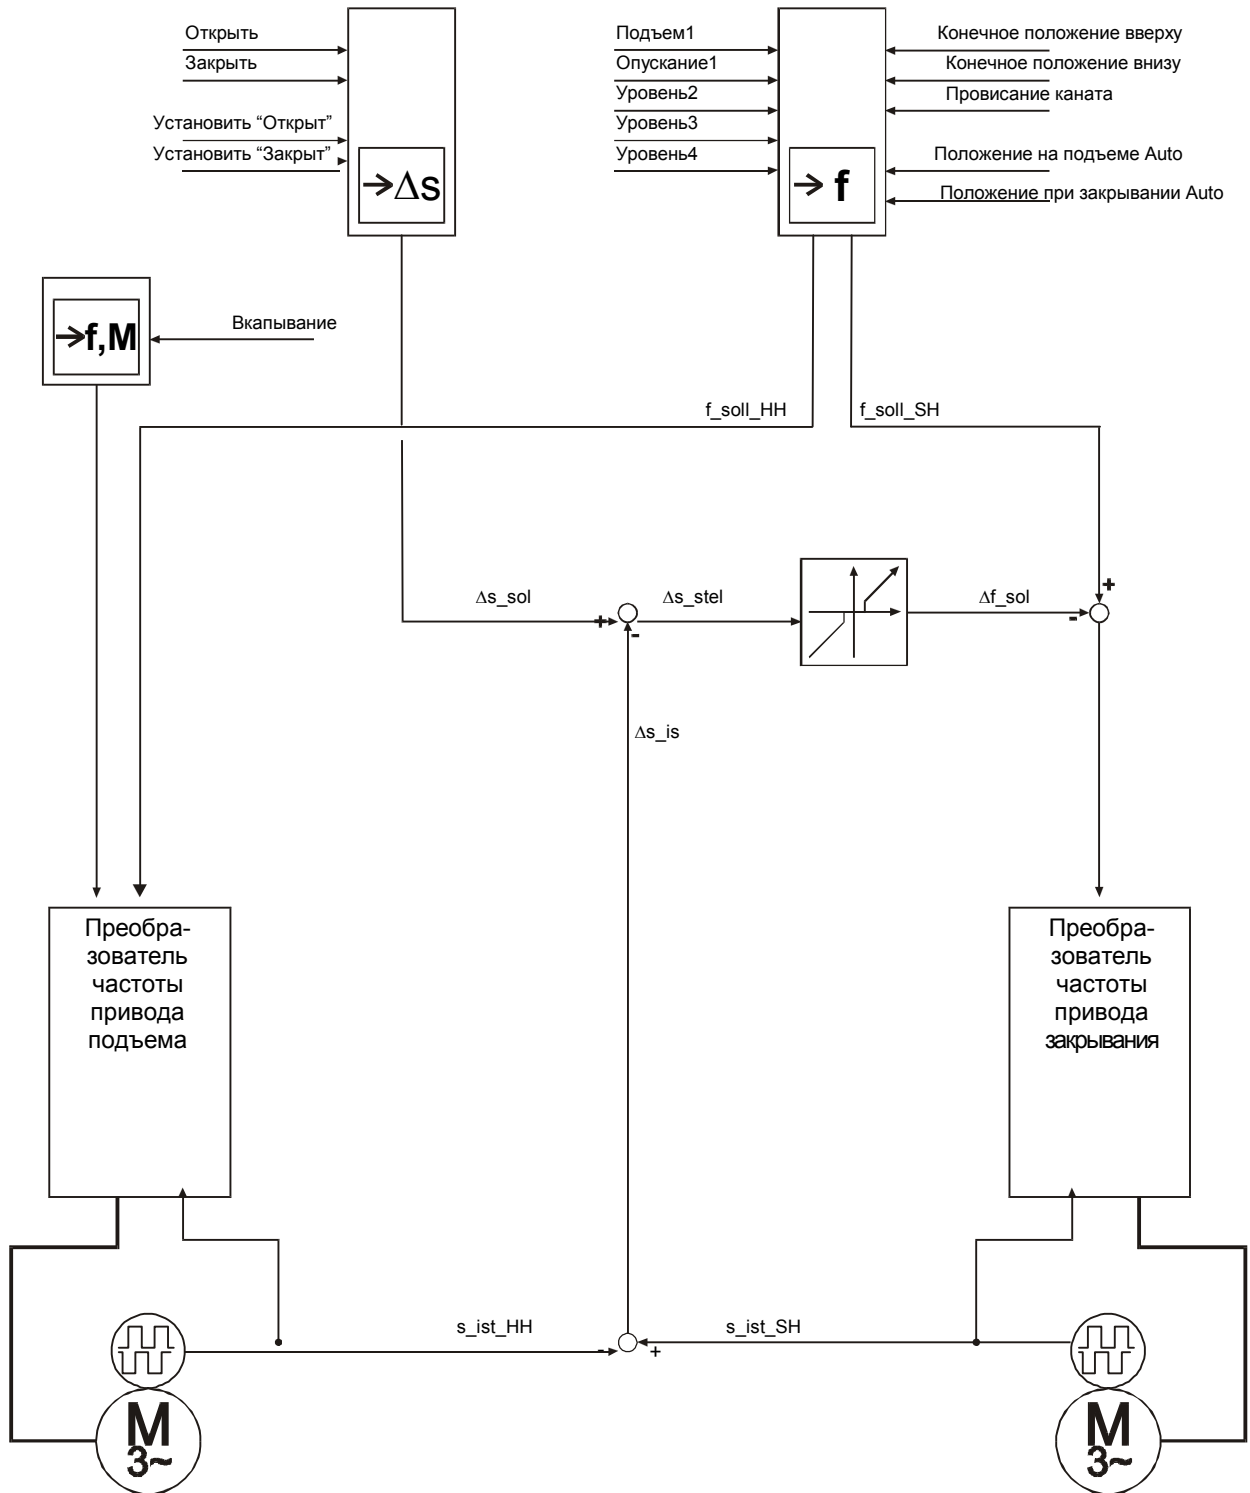 Открыть
Закрыть
Установить “Открыт”
Установить “Закрыт”
→Δs
Подъем1
Опускание1
Уровень2
Уровень3
Уровень4
→ f
Конечное положение вверху
Конечное положение внизу
Провисание каната
Положение на подъеме Auto
Положение при закрывании Auto
→f,M
Вкапывание
f_soll_HH
f_soll_SH
Δs_sol
+
-
Δs_stel
Δf_sol
+
-
Δs_is
Преобра-
зователь
частоты
привода
подъема
Преобра-
зователь
частоты
привода
закрывания
s_ist_HH
-
+
s_ist_SH
M
3~
M
3~